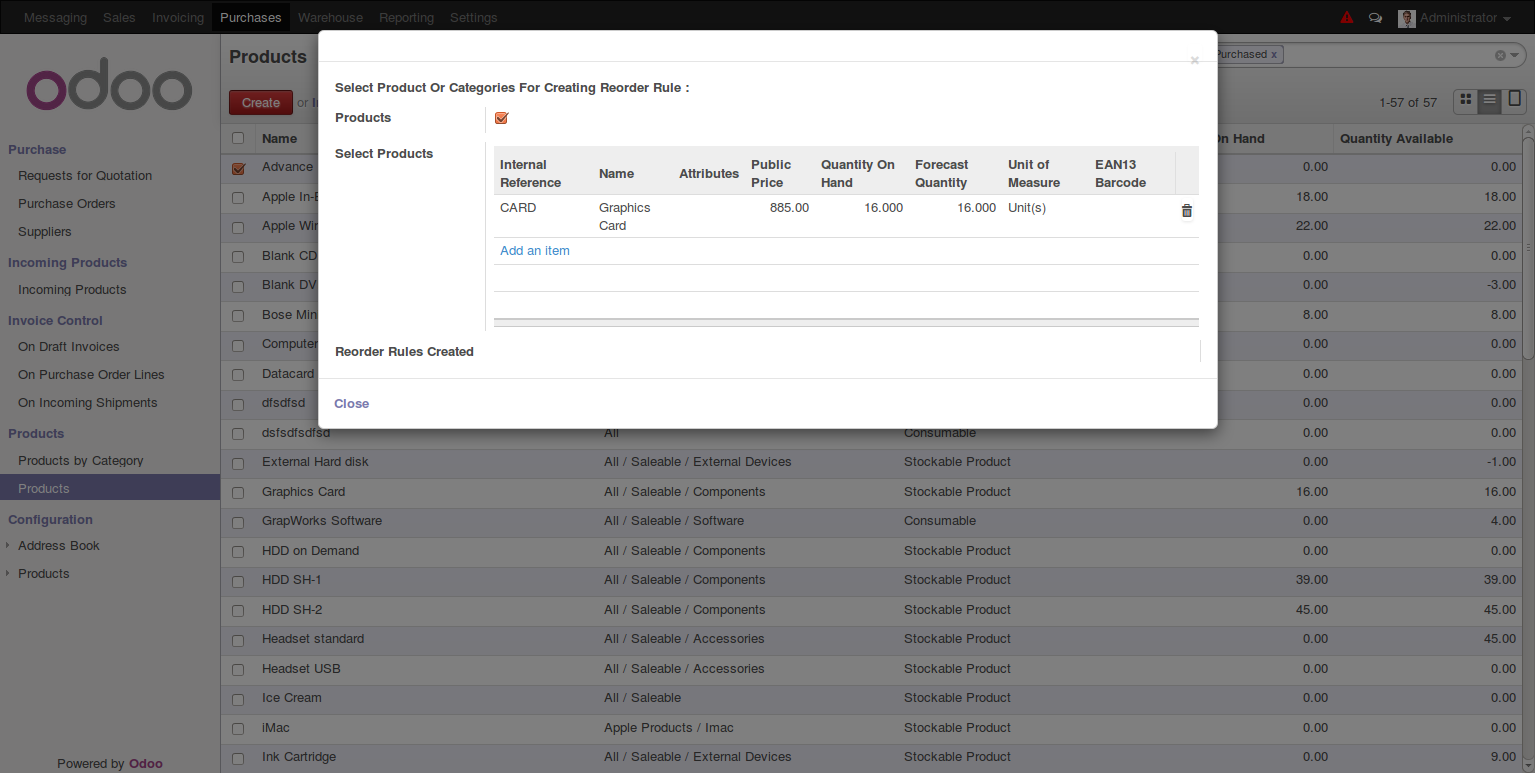 Messaging Sales Invoicing Purchases Warehouse Reporting Settings Administrator
odoo
Purchase
Requests for Quotation
Purchase Orders
Suppliers
Incoming Products
Incoming Products
Invoice Control
On Draft Invoices
On Purchase Order Lines
On Incoming Shipments
Products
Products by Category
Products
Configuration
Address Book
Products
Powered by Odoo
Products
Purchased x
Create or
1-57 of 57
×
Select Product Or Categories For Creating Reorder Rule :
Products
Select Products
Internal Reference Name Attributes Public Price Quantity On Hand Forecast Quantity Unit of Measure EAN13 Barcode
CARD Graphics Card 885.00 16.000 16.000 Unit(s)
Add an item
Reorder Rules Created
Close
Name On Hand Quantity Available
Advance 0.00 0.00
Apple 18.00 18.00
Apple 22.00 22.00
Blank CD 0.00 0.00
Blank 0.00 -3.00
Bose 8.00 8.00
Computer 0.00 0.00
Datacard 0.00 0.00
dfsdfsd 0.00 0.00
dsfsdfsdfsd All Consumable 0.00 0.00
External Hard disk All / Saleable / External Devices Stockable Product 0.00 -1.00
Graphics Card All / Saleable / Components Stockable Product 16.00 16.00
GrapWorks Software All / Saleable / Software Consumable 0.00 4.00
HDD on Demand All / Saleable / Components Stockable Product 0.00 0.00
HDD SH-1 All / Saleable / Components Stockable Product 39.00 39.00
HDD SH-2 All / Saleable / Components Stockable Product 45.00 45.00
Headset standard All / Saleable / Accessories Stockable Product 0.00 45.00
Headset USB All / Saleable / Accessories Stockable Product 0.00 0.00
Ice Cream All / Saleable Stockable Product 0.00 0.00
iMac Apple Products / Imac Stockable Product 0.00 0.00
Ink Cartridge All / Saleable / External Devices Stockable Product 0.00 9.00